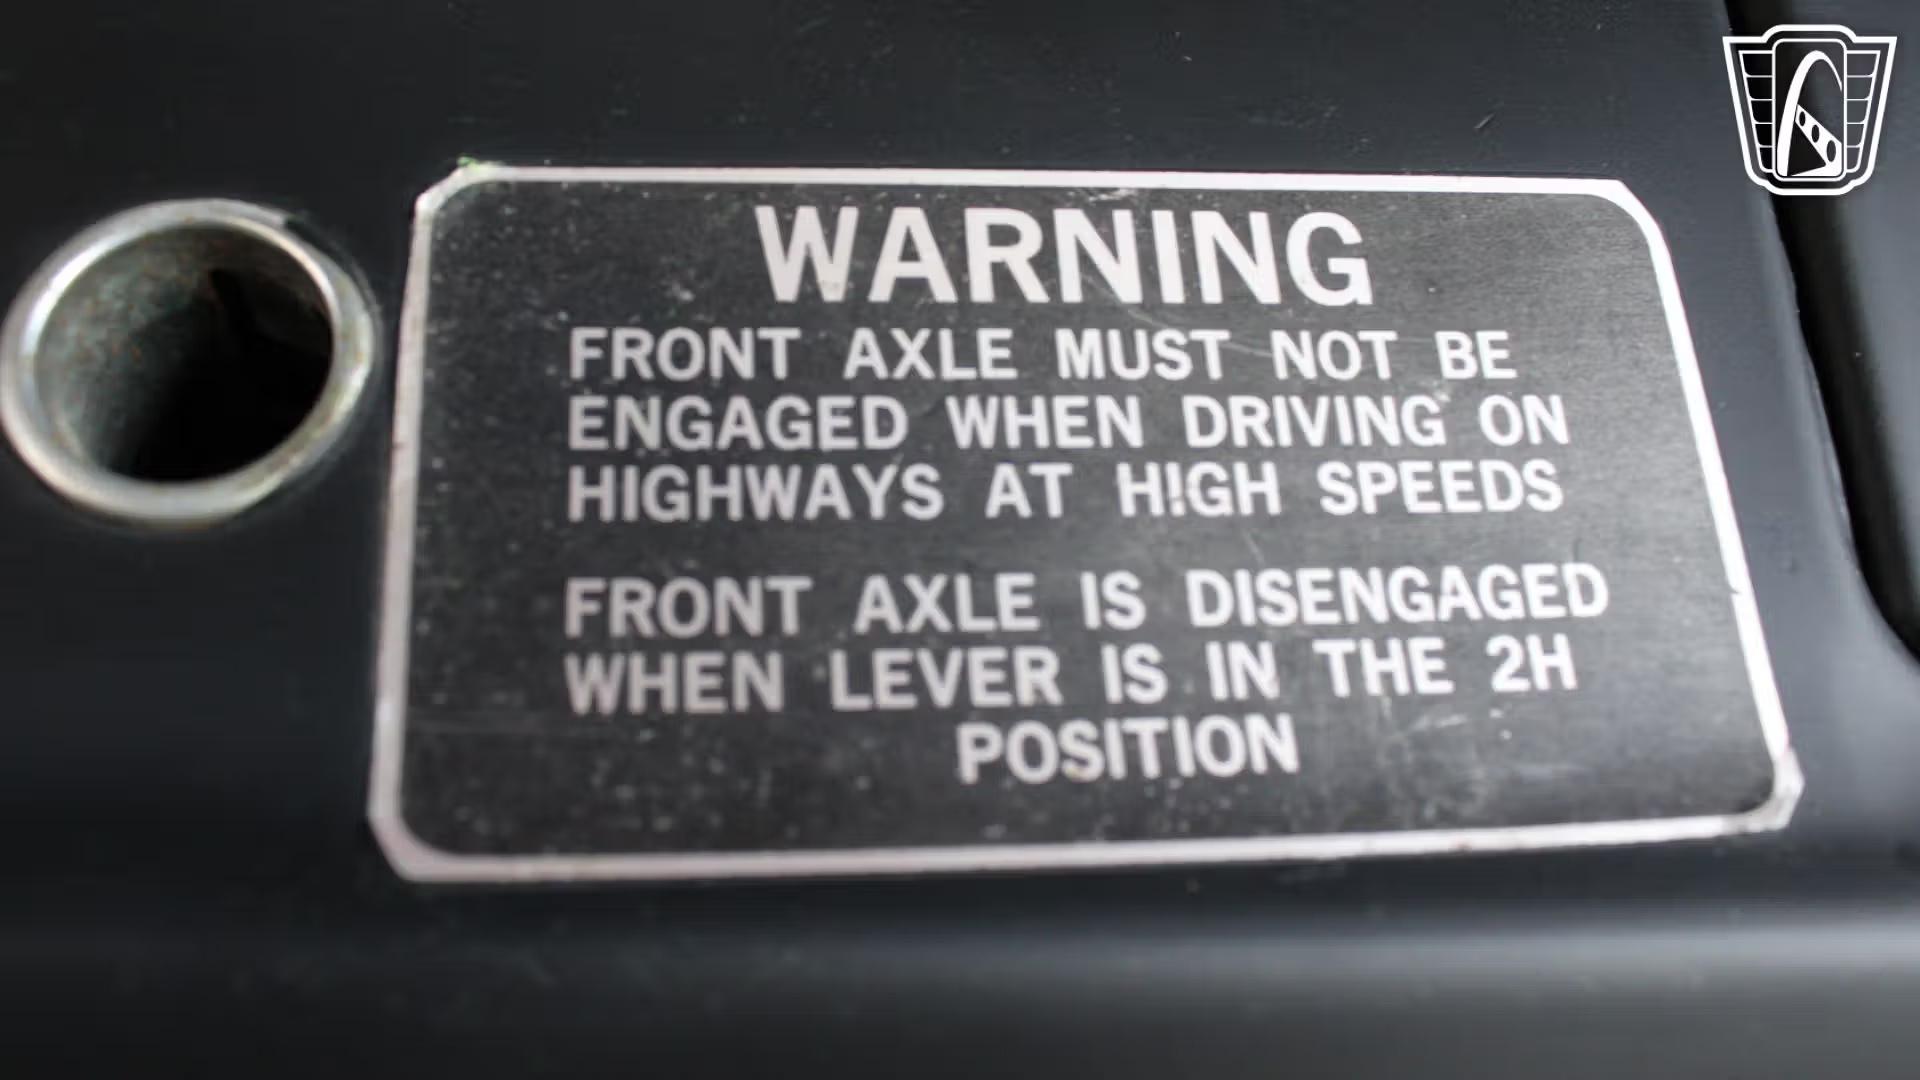 WARNING
FRONT AXLE MUST NOT BE
ENGAGED WHEN DRIVING ON
HIGHWAYS AT HIGH SPEEDS
FRONT AXLE IS DISENGAGED
WHEN LEVER IS IN THE 2H
POSITION